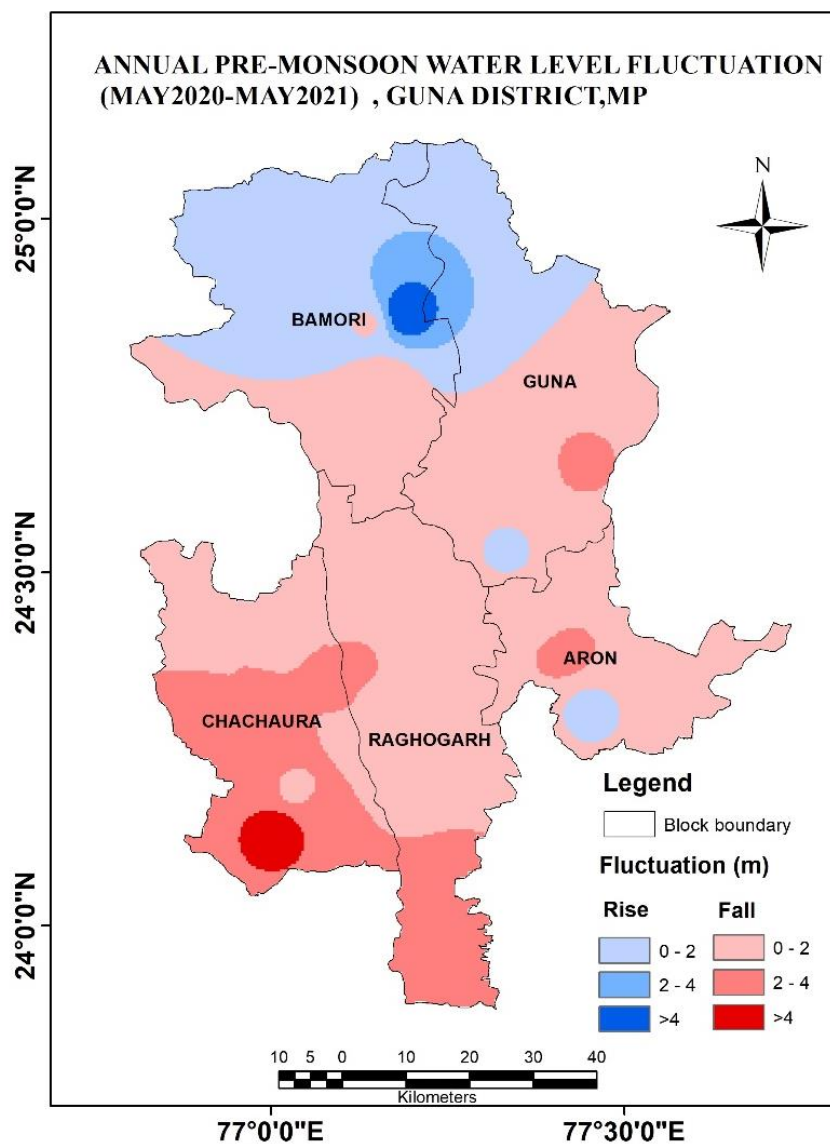 ANNUAL PRE-MONSOON WATER LEVEL FLUCTUATION
(MAY2020-MAY2021) , GUNA DISTRICT,MP
N
25°0'0"N
BAMORI
GUNA
24°30'0"N
ARON
CHACHAURA
RAGHOGARH
24°0'0"N
Legend
Block boundary
Fluctuation (m)
Rise Fall
0 - 2 0 - 2
2 - 4 2 - 4
>4 >4
10 5 0 10 20 30 40
Kilometers
77°0'0"E 77°30'0"E